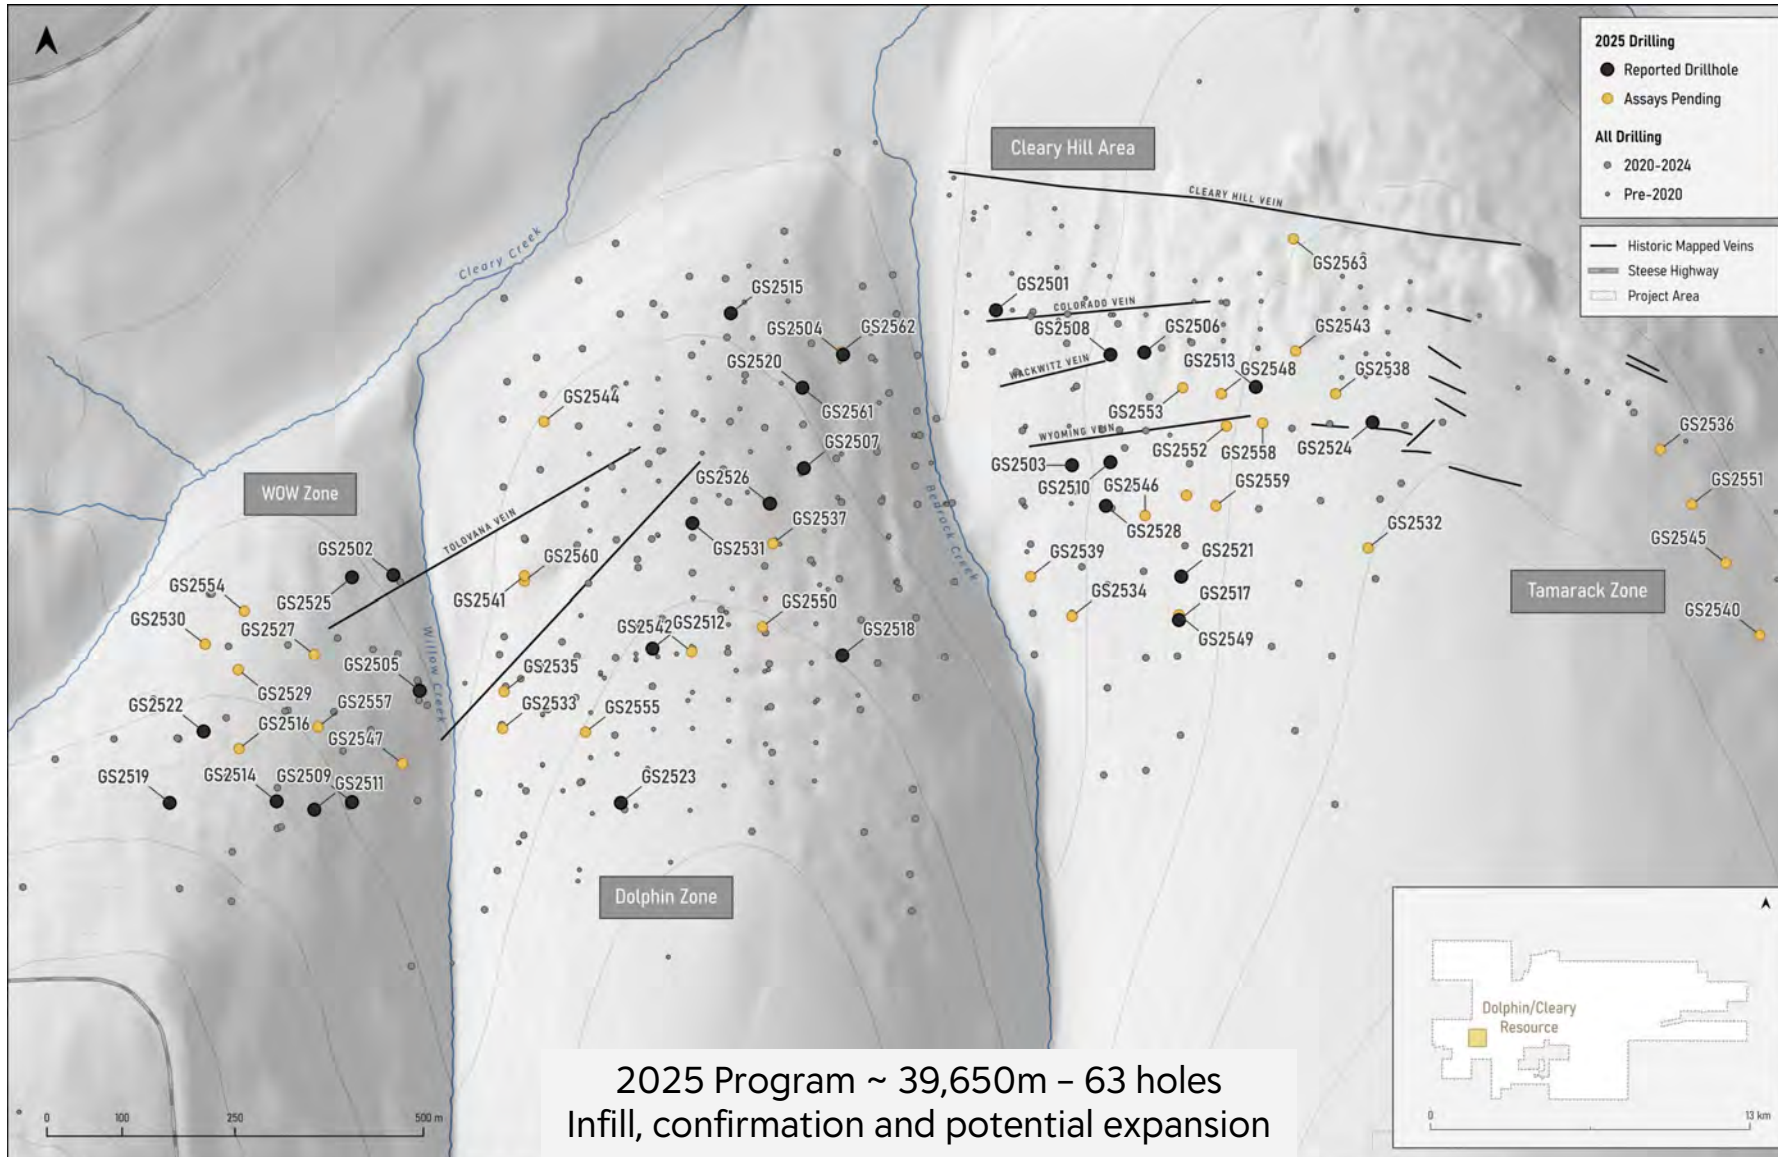 2025 Drilling
Reported Drillhole
Assays Pending
All Drilling
2020-2024
Pre-2020
Historic Mapped Veins
Steese Highway
Project Area
Cleary Hill Area
CLEARY HILL VEIN
Cleary Creek
GS2563
GS2515
GS2501
COLORADO VEIN
GS2504
GS2562
GS2508
GS2506
GS2543
GS2520
WACKWITZ VEIN
GS2513
GS2548
GS2538
GS2544
GS2561
GS2553
GS2507
WYOMING VEIN
GS2552
GS2558
GS2524
GS2536
WOW Zone
GS2526
GS2503
GS2510
GS2546
GS2559
GS2551
Bedrock Creek
TOLOVANA VEIN
GS2537
GS2528
GS2532
GS2502
GS2560
GS2531
GS2539
GS2521
GS2545
GS2554
GS2525
GS2541
Tamarack Zone
GS2530
GS2527
GS2542
GS2512
GS2550
GS2534
GS2517
GS2540
Willow Creek
GS2505
GS2518
GS2549
GS2535
GS2529
GS2522
GS2516
GS2557
GS2533
GS2555
GS2547
GS2519
GS2514
GS2509
GS2511
GS2523
Dolphin Zone
Dolphin/Cleary
Resource
0
13 km
0
100
250
500 m
2025 Program ~ 39,650m – 63 holes
Infill, confirmation and potential expansion